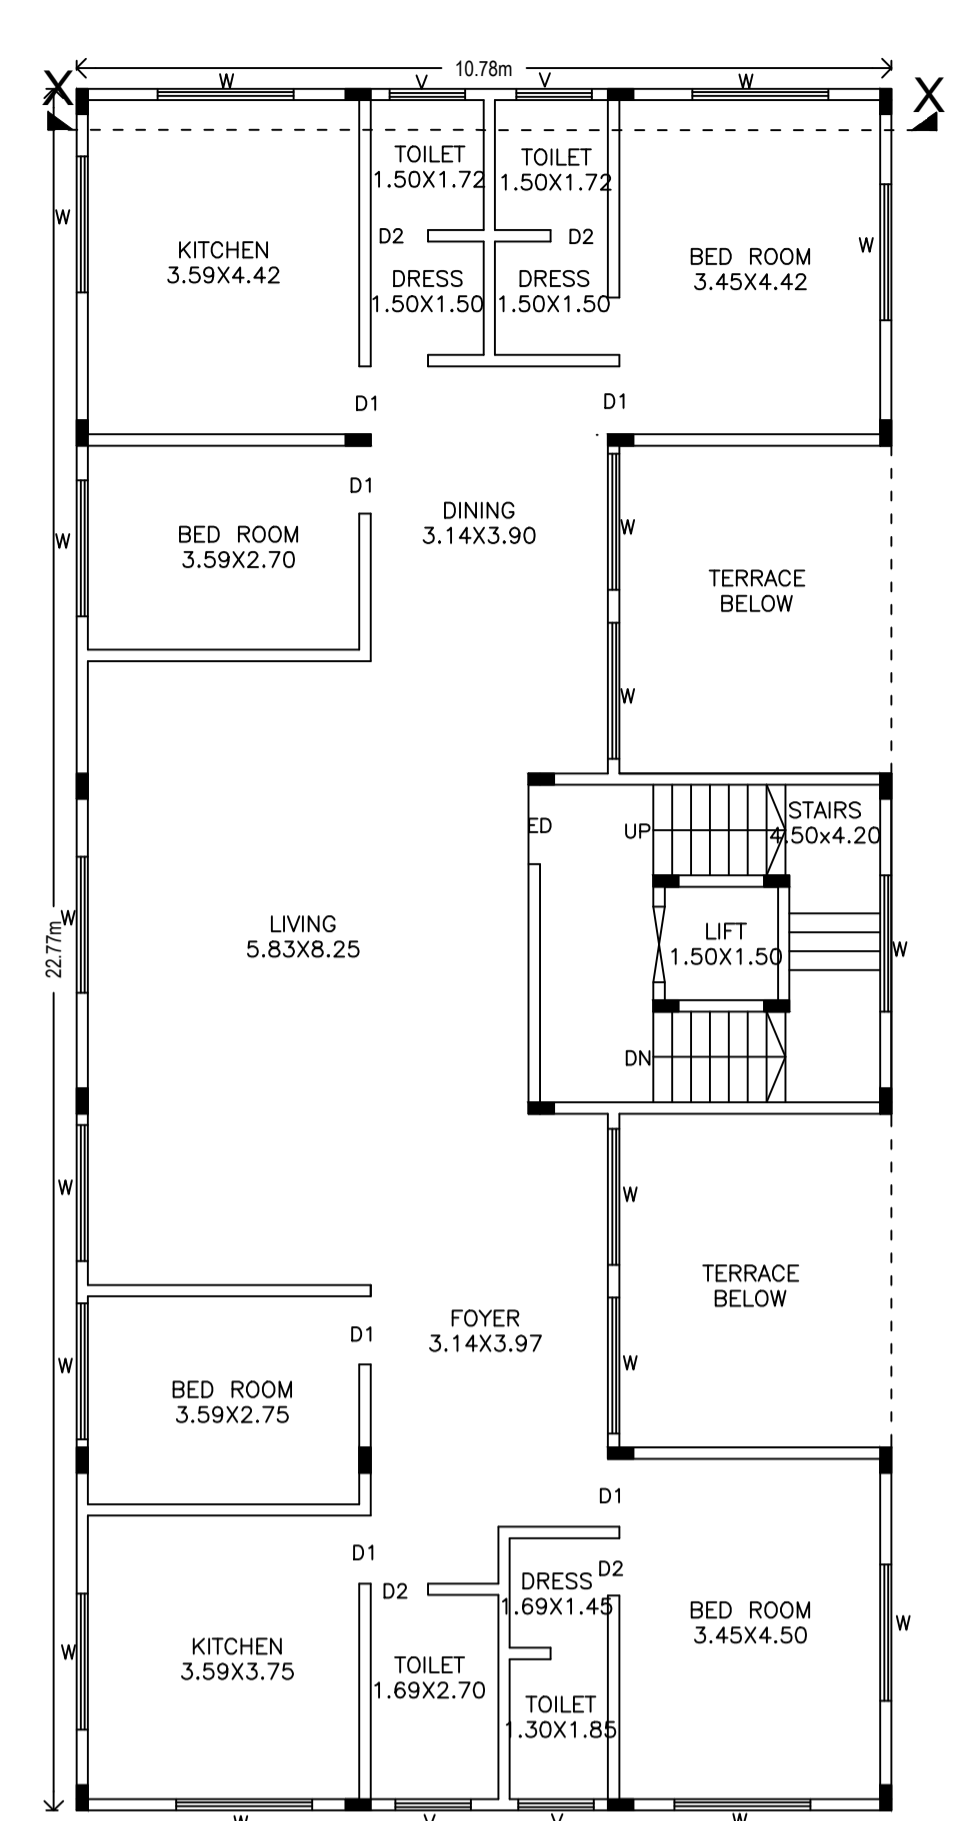 10.78m
X
W
V
V
W
X
TOILET
1.50X1.72
TOILET
1.50X1.72
W
W
D2
D2
KITCHEN
3.59X4.42
BED ROOM
3.45X4.42
DRESS
1.50X1.50
DRESS
1.50X1.50
D1
D1
D1
DINING
3.14X3.90
W
BED ROOM
3.59X2.70
W
TERRACE
BELOW
W
STAIRS
4.50x4.20
ED
UP
LIVING
5.83X8.25
22.77m
W
LIFT
1.50X1.50
W
DN
W
W
TERRACE
BELOW
FOYER
3.14X3.97
D1
W
W
BED ROOM
3.59X2.75
D1
D1
D2
D2
DRESS
1.69X1.45
BED ROOM
3.45X4.50
W
KITCHEN
3.59X3.75
W
TOILET
1.69X2.70
TOILET
1.30X1.85
W
V
V
W